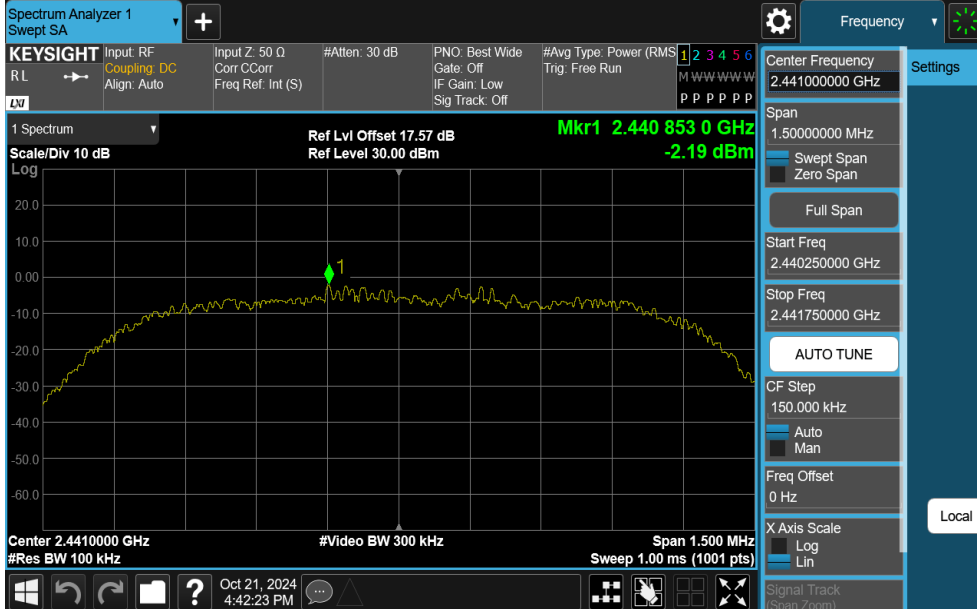 Spectrum Analyzer 1
Swept SA
+
Frequency
KEYSIGHT
R L
LXI
Input: RF
Coupling: DC
Align: Auto
Input Z: 50 Ω
Corr CCorr
Freq Ref: Int (S)
#Atten: 30 dB
PNO: Best Wide
Gate: Off
IF Gain: Low
Sig Track: Off
#Avg Type: Power (RMS
Trig: Free Run
1 2 3 4 5 6
M W W W W W
P P P P P P
Center Frequency
2.441000000 GHz
Settings
1 Spectrum
Scale/Div 10 dB
Ref Lvl Offset 17.57 dB
Ref Level 30.00 dBm
Mkr1 2.440 853 0 GHz
-2.19 dBm
Span
1.50000000 MHz
Swept Span
Zero Span
Full Span
Start Freq
2.440250000 GHz
Stop Freq
2.441750000 GHz
AUTO TUNE
CF Step
150.000 kHz
Auto
Man
Freq Offset
0 Hz
X Axis Scale
Log
Lin
Signal Track
(Span Zoom)
Local
Log
20.0
10.0
0.00
-10.0
-20.0
-30.0
-40.0
-50.0
-60.0
1
Center 2.4410000 GHz
#Res BW 100 kHz
#Video BW 300 kHz
Span 1.500 MHz
Sweep 1.00 ms (1001 pts)
?
Oct 21, 2024
4:42:23 PM